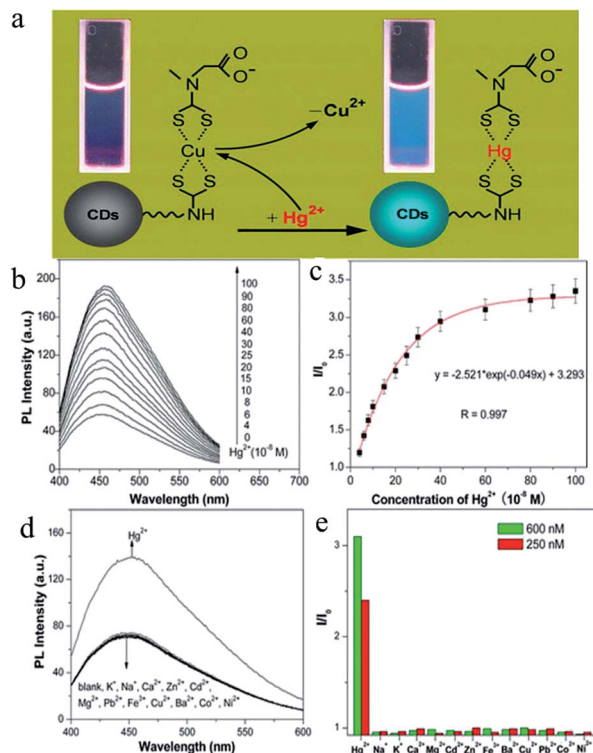 a
O
O⁻
N
S S
Cu
S S
CDs
NH
−Cu²⁺
+ Hg²⁺
O
O⁻
N
S S
Hg
S S
CDs
NH
b
PL Intensity (a.u.)
200
160
120
80
40
0
400 450 500 550 600 650 700
Wavelength (nm)
100
90
80
60
40
30
25
20
15
10
8
6
4
0
Hg²⁺(10⁻⁸ M)
c
I/I₀
3.5
3.0
2.5
2.0
1.5
1.0
y = -2.521*exp(-0.049x) + 3.293
R = 0.997
0 20 40 60 80 100
Concentration of Hg²⁺ (10⁻⁸ M)
d
PL Intensity (a.u.)
160
120
80
40
0
Hg²⁺
blank, K⁺, Na⁺, Ca²⁺, Zn²⁺, Cd²⁺,
Mg²⁺, Pb²⁺, Fe³⁺, Cu²⁺, Ba²⁺, Co²⁺, Ni²⁺
400 450 500 550 600
Wavelength (nm)
e
600 nM
250 nM
I/I₀
3
2
1
Hg²⁺ Na⁺ K⁺ Ca²⁺ Mg²⁺ Cd²⁺ Zn²⁺ Fe³⁺ Ba²⁺ Cu²⁺ Pb²⁺ Co²⁺ Ni²⁺